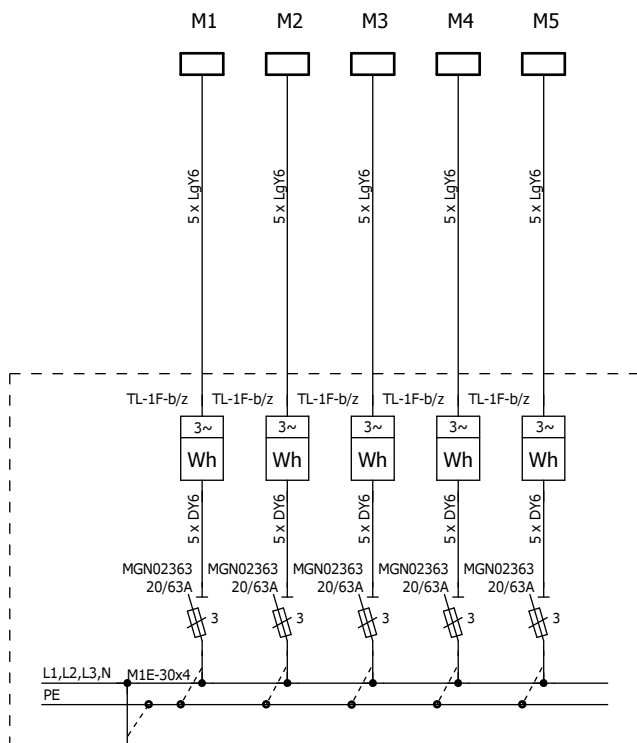 M1 M2 M3 M4 M5
5 x LgY6 5 x LgY6 5 x LgY6 5 x LgY6 5 x LgY6
TL-1F-b/z TL-1F-b/z TL-1F-b/z TL-1F-b/z TL-1F-b/z
3~ 3~ 3~ 3~ 3~
Wh Wh Wh Wh Wh
5 x DY6 5 x DY6 5 x DY6 5 x DY6 5 x DY6
MGN02363 MGN02363 MGN02363 MGN02363 MGN02363
20/63A 20/63A 20/63A 20/63A 20/63A
3 3 3 3 3
L1,L2,L3,N M1E-30x4
PE